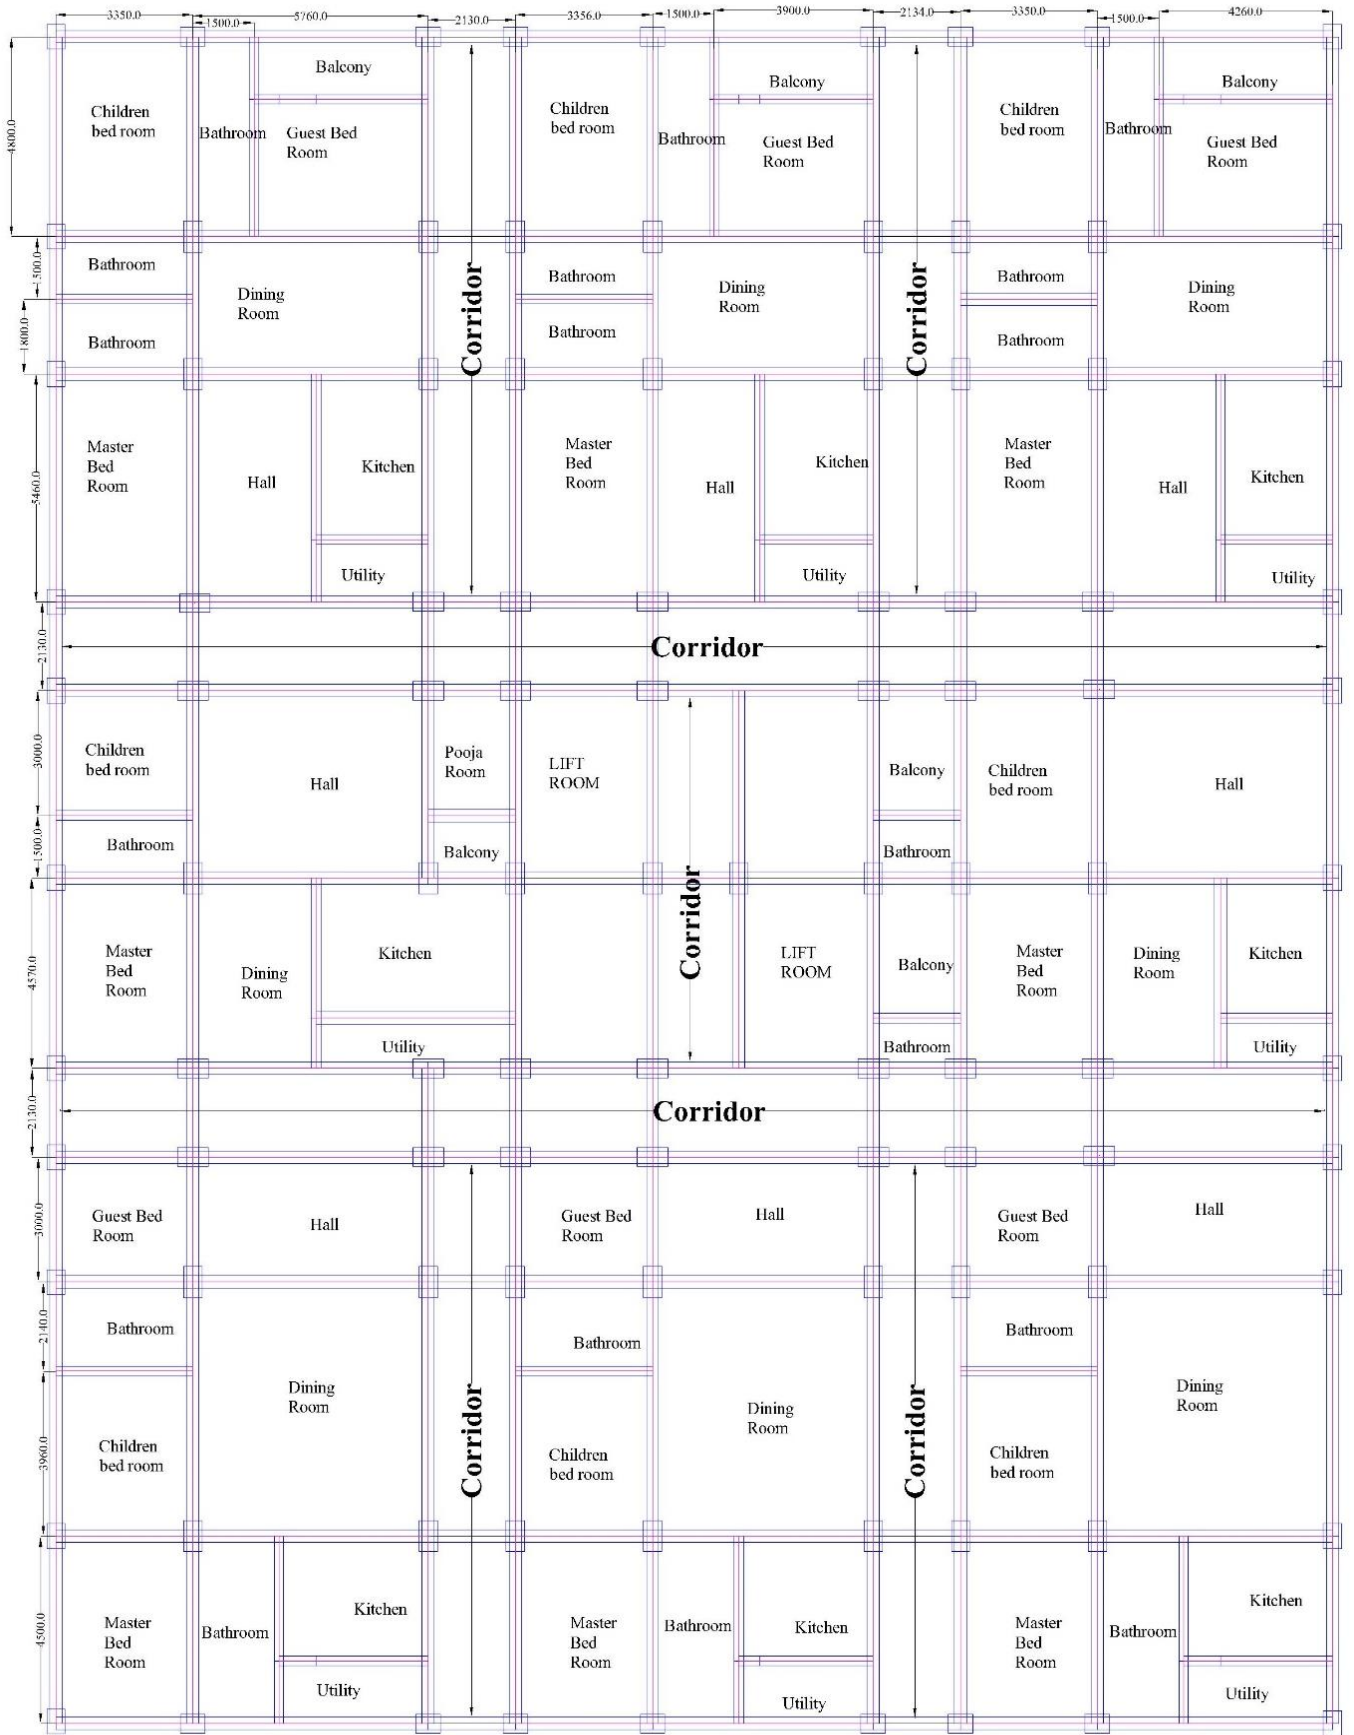 3350.0
5760.0
1500.0
2130.0
3356.0
1500.0
3900.0
2134.0
3350.0
1500.0
4260.0
4800.0
Balcony
Children
bed room
Bathroom
Guest Bed
Room
Children
bed room
Bathroom
Balcony
Guest Bed
Room
Children
bed room
Bathroom
Balcony
Guest Bed
Room
1500.0
1800.0
Bathroom
Bathroom
Dining
Room
Corridor
Bathroom
Bathroom
Dining
Room
Corridor
Bathroom
Bathroom
Dining
Room
5460.0
Master
Bed
Room
Hall
Kitchen
Utility
Master
Bed
Room
Hall
Kitchen
Utility
Master
Bed
Room
Hall
Kitchen
Utility
2130.0
Corridor
3000.0
1500.0
Children
bed room
Bathroom
Hall
Pooja
Room
Balcony
LIFT
ROOM
Corridor
Balcony
Bathroom
Children
bed room
Hall
4570.0
Master
Bed
Room
Dining
Room
Kitchen
Utility
LIFT
ROOM
Balcony
Bathroom
Master
Bed
Room
Dining
Room
Kitchen
Utility
2130.0
Corridor
3000.0
Guest Bed
Room
Hall
Guest Bed
Room
Hall
Guest Bed
Room
Hall
2140.0
3960.0
Bathroom
Children
bed room
Dining
Room
Corridor
Bathroom
Children
bed room
Dining
Room
Corridor
Bathroom
Children
bed room
Dining
Room
4500.0
Master
Bed
Room
Bathroom
Kitchen
Utility
Master
Bed
Room
Bathroom
Kitchen
Utility
Master
Bed
Room
Bathroom
Kitchen
Utility